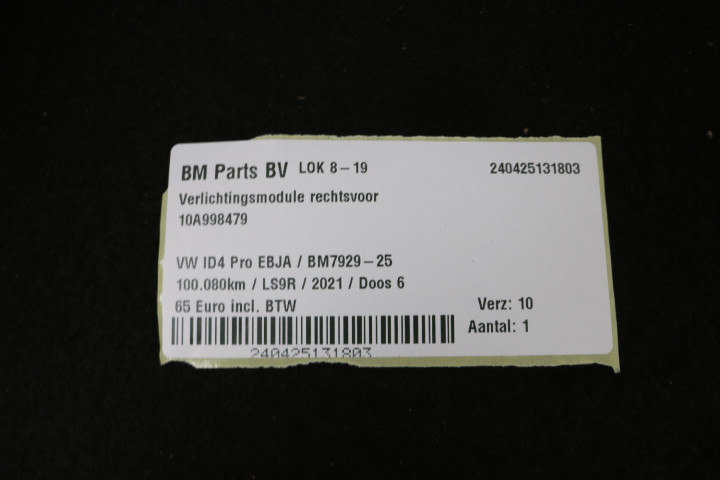 BM Parts BV LOK 8-19 240425131803
Verlichtingsmodule rechtsvoor
10A998479
VW ID4 Pro EBJA / BM7929-25
100.080km / LS9R / 2021 / Doos 6
65 Euro incl. BTW Verz: 10
Aantal: 1
240425131803